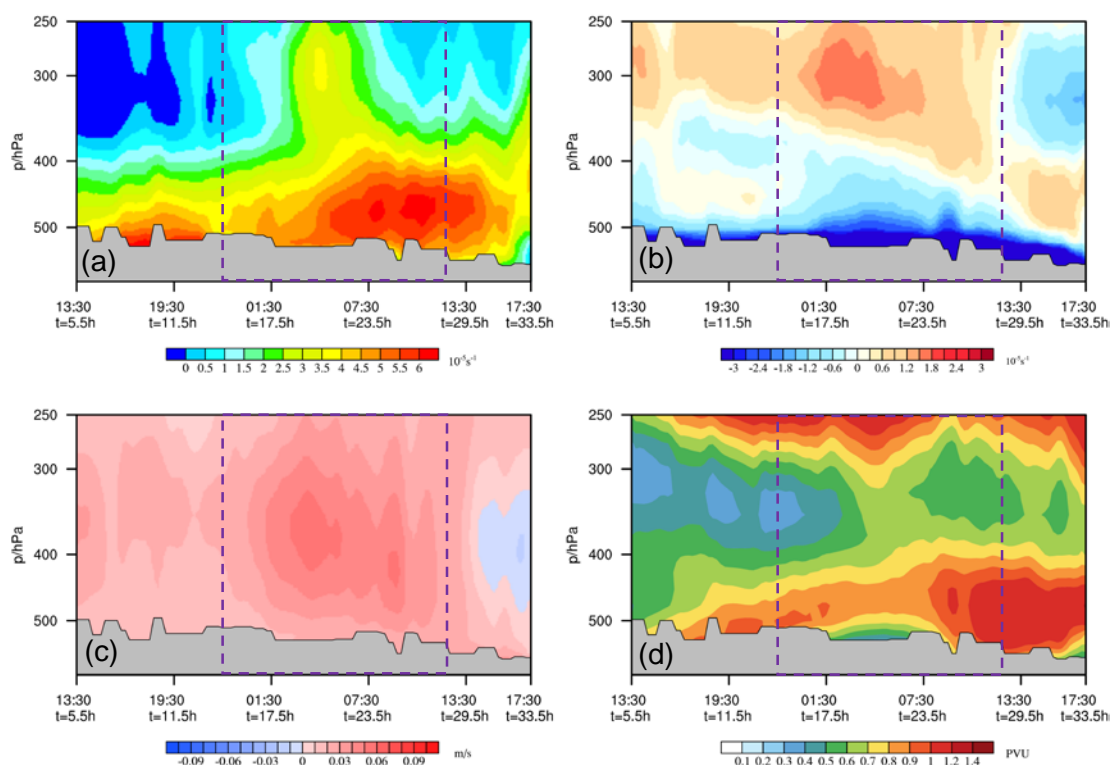 250
300
400
500
p/hPa
(a)
13:30 19:30 01:30 07:30 13:30 17:30
t=5.5h t=11.5h t=17.5h t=23.5h t=29.5h t=33.5h
0 0.5 1 1.5 2 2.5 3 3.5 4 4.5 5 5.5 6 10⁻⁵s⁻¹
250
300
400
500
p/hPa
(b)
13:30 19:30 01:30 07:30 13:30 17:30
t=5.5h t=11.5h t=17.5h t=23.5h t=29.5h t=33.5h
-3 -2.4 -1.8 -1.2 -0.6 0 0.6 1.2 1.8 2.4 3 10⁻⁵s⁻¹
250
300
400
500
p/hPa
(c)
13:30 19:30 01:30 07:30 13:30 17:30
t=5.5h t=11.5h t=17.5h t=23.5h t=29.5h t=33.5h
-0.09 -0.06 -0.03 0 0.03 0.06 0.09 m/s
250
300
400
500
p/hPa
(d)
13:30 19:30 01:30 07:30 13:30 17:30
t=5.5h t=11.5h t=17.5h t=23.5h t=29.5h t=33.5h
0.1 0.2 0.3 0.4 0.5 0.6 0.7 0.8 0.9 1 1.2 1.4 PVU